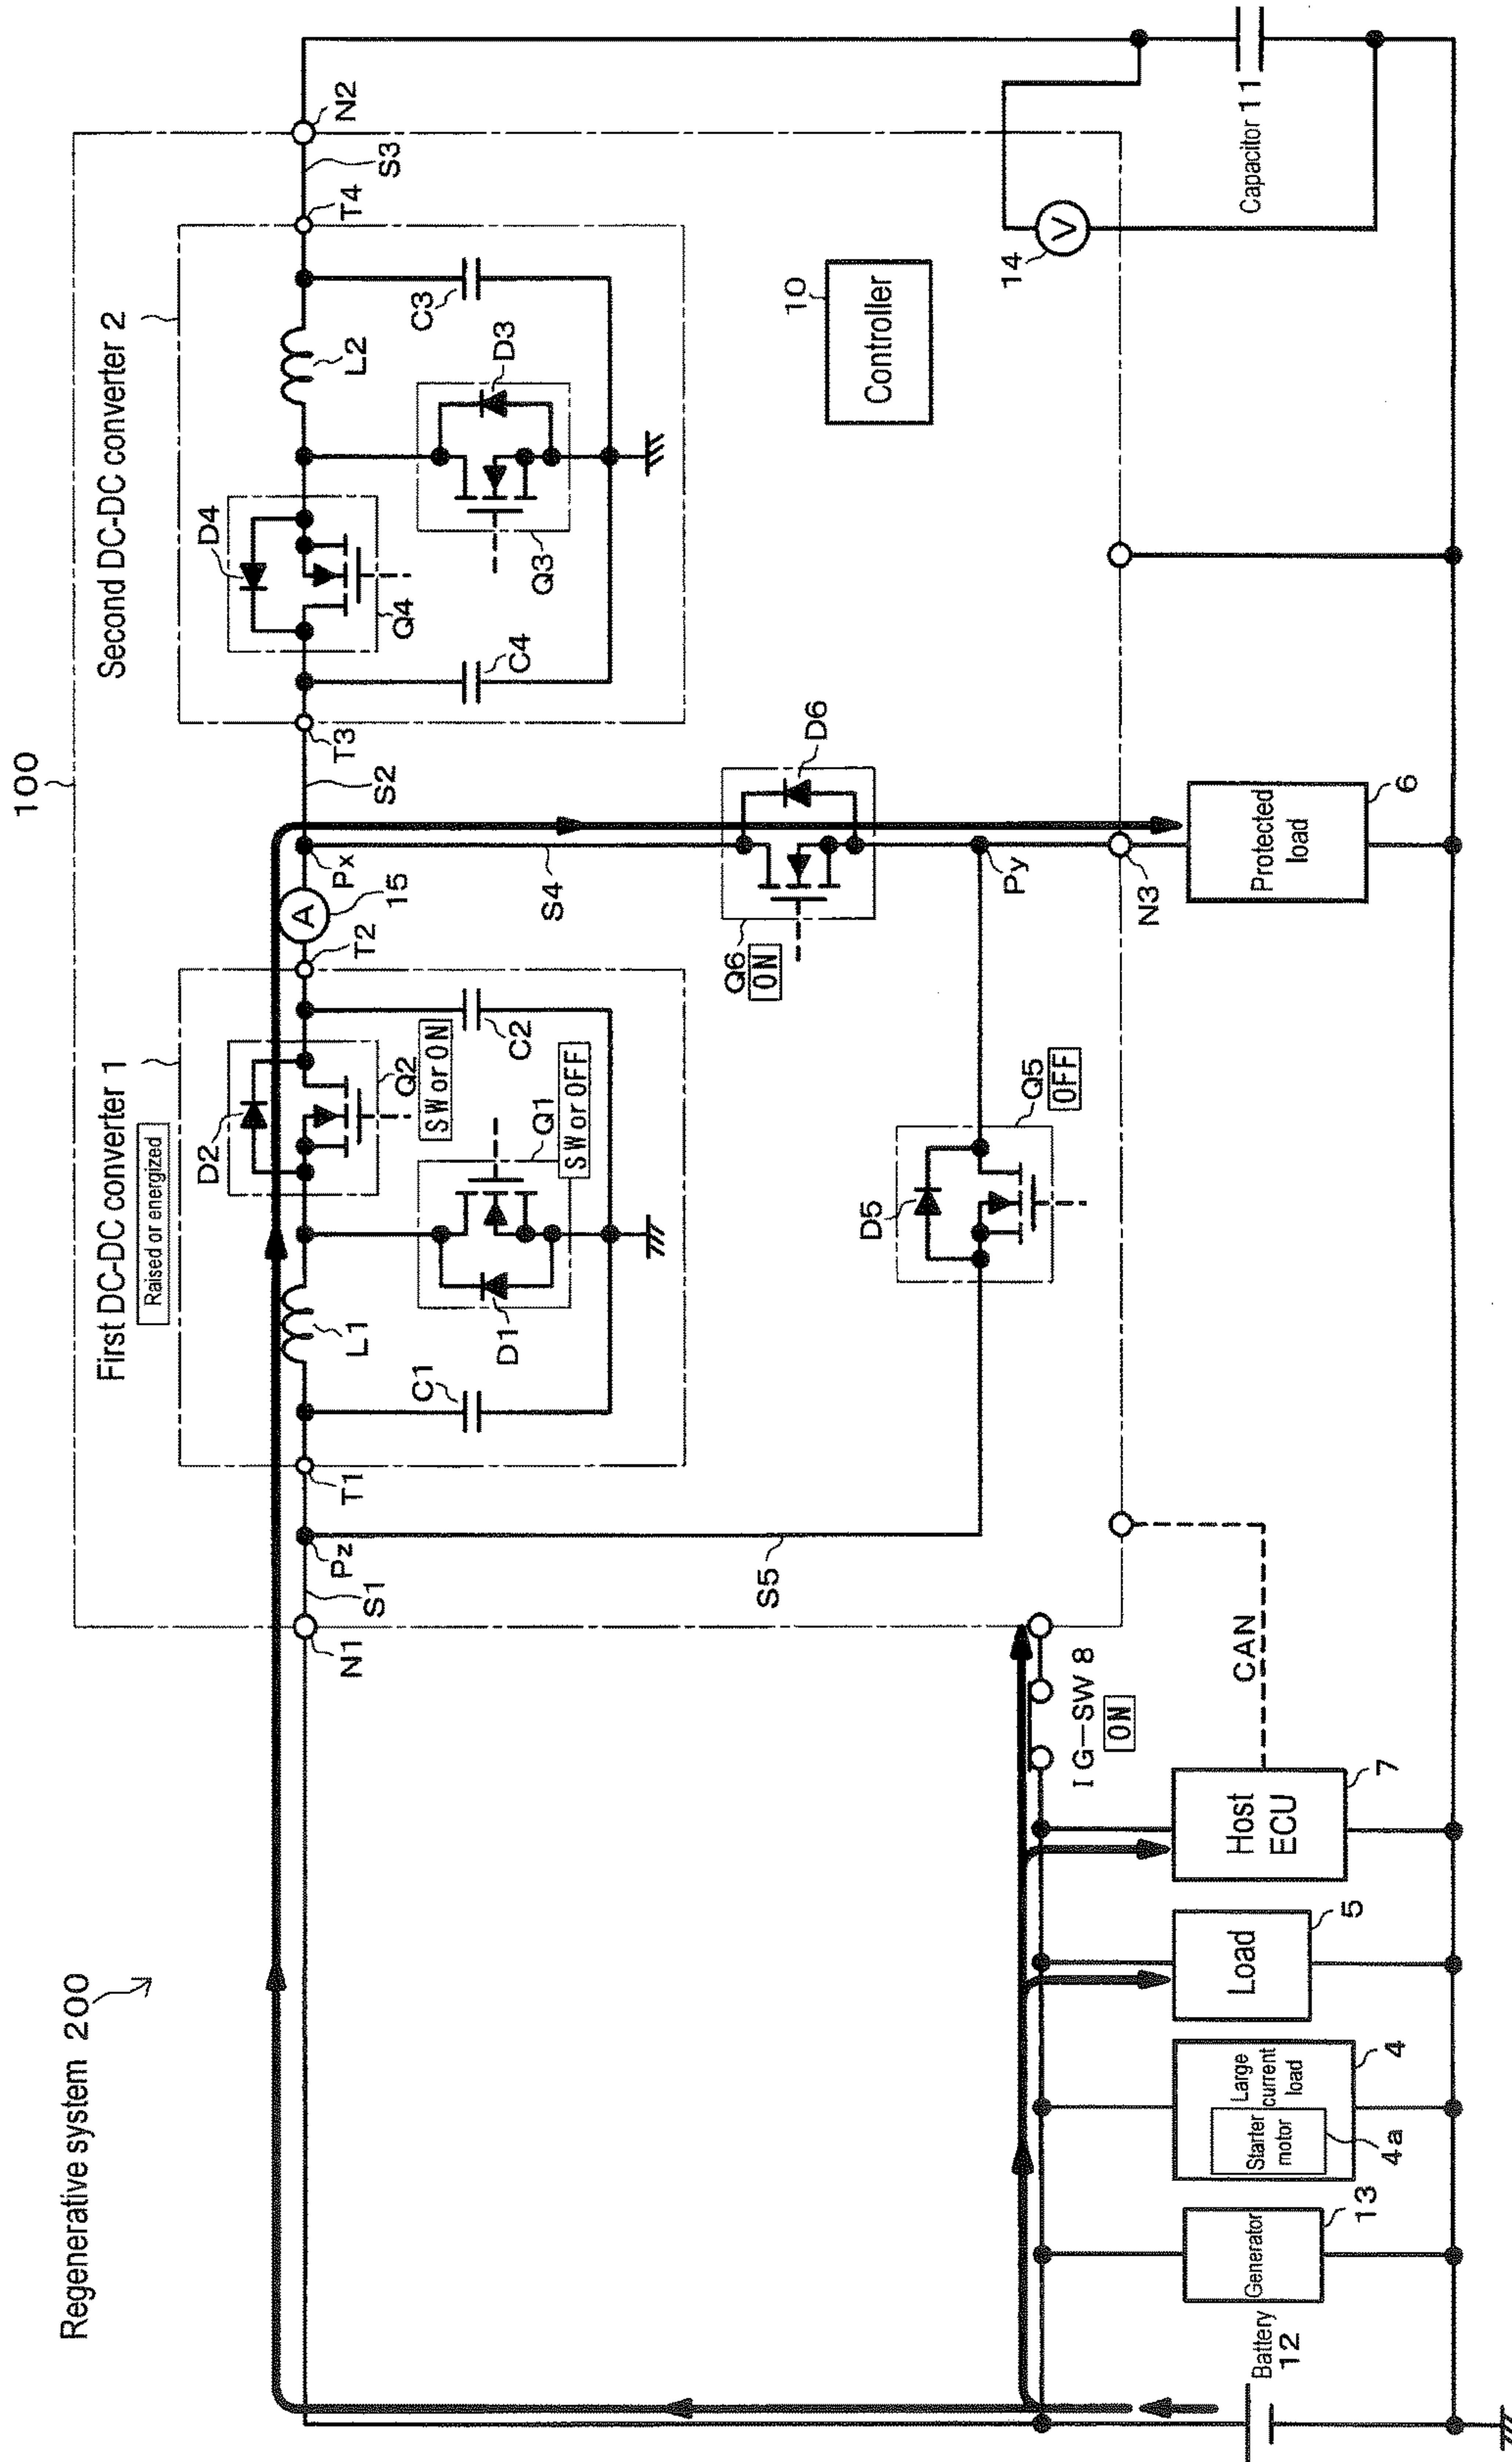 Regenerative system 200
100
First DC-DC converter 1
Raised or energized
Second DC-DC converter 2
D2
D4
Q2
SW or ON
Q4
L1
L2
C1
D1
Q1
SW or OFF
C2
C4
Q3
D3
C3
N1
S1
Pz
T1
T2
15
A
Px
S2
T3
T4
S3
N2
S5
S4
Q6
ON
D6
D5
Q5
OFF
Py
N3
10
Controller
14
V
Capacitor 11
IG-SW 8
ON
CAN
Battery
12
Generator
13
Starter
motor
4a
Large
current
load
4
Load
5
Host
ECU
7
Protected
load
6